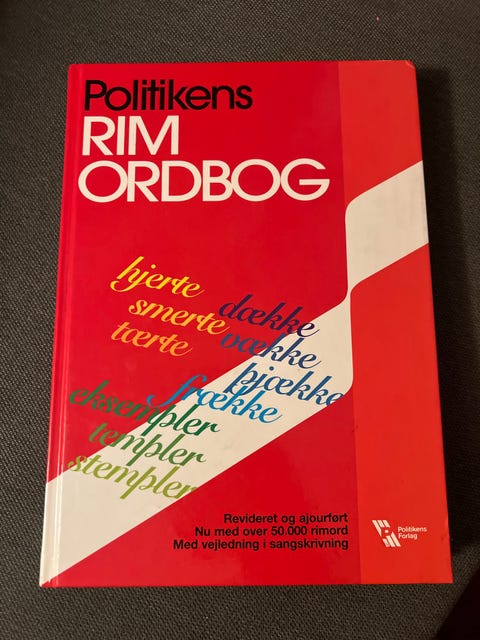 Politikens
RIM
ORDBOG
hjerte
smerte
tærte
dække
vække
pjække
frække
eksempler
templer
stempler
Revideret og ajourført
Nu med over 50.000 rimord
Med vejledning i sangskrivning
Politikens
Forlag